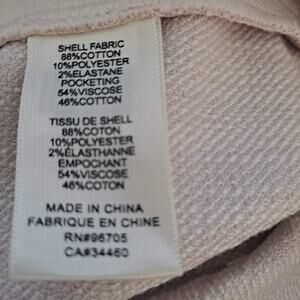 SHELL FABRIC
88%COTTON
10%POLYESTER
2%ELASTANE
POCKETING
54%VISCOSE
46%COTTON
TISSU DE SHELL
88%COTON
10%POLYESTER
2%ÉLASTHANNE
EMPOCHANT
54%VISCOSE
46%COTON
MADE IN CHINA
FABRIQUE EN CHINE
RN#96705
CA#34460